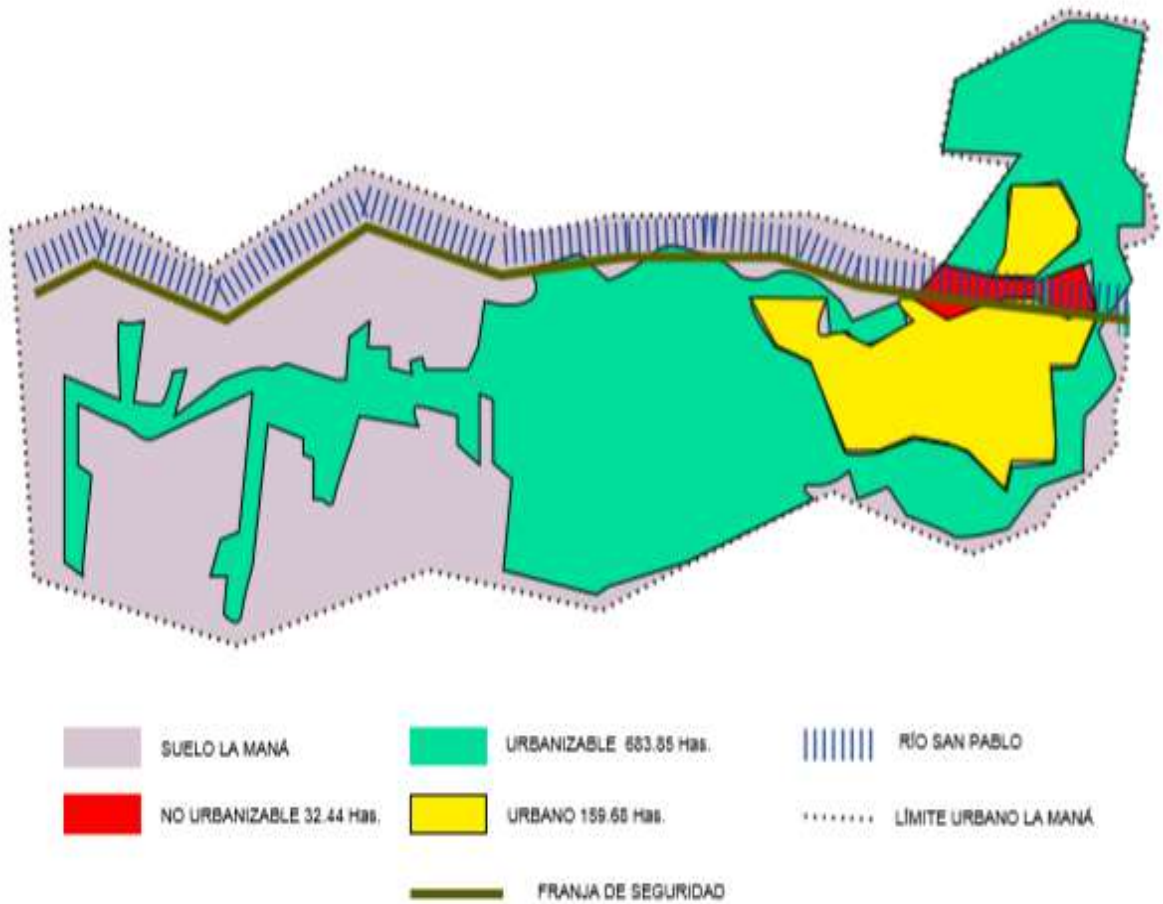 SUELO LA MANÁ
URBANIZABLE 683.85 Has.
RÍO SAN PABLO
NO URBANIZABLE 32.44 Has.
URBANO 159.68 Has.
LÍMITE URBANO LA MANÁ
FRANJA DE SEGURIDAD